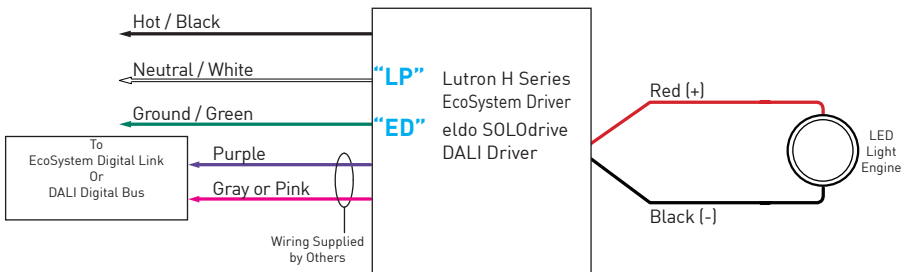 Hot / Black
Neutral / White
Ground / Green
To
EcoSystem Digital Link
Or
DALI Digital Bus
Purple
Gray or Pink
Wiring Supplied
by Others
“LP” Lutron H Series
EcoSystem Driver
“ED” eldo SOLOdrive
DALI Driver
Red (+)
Black (-)
LED
Light
Engine